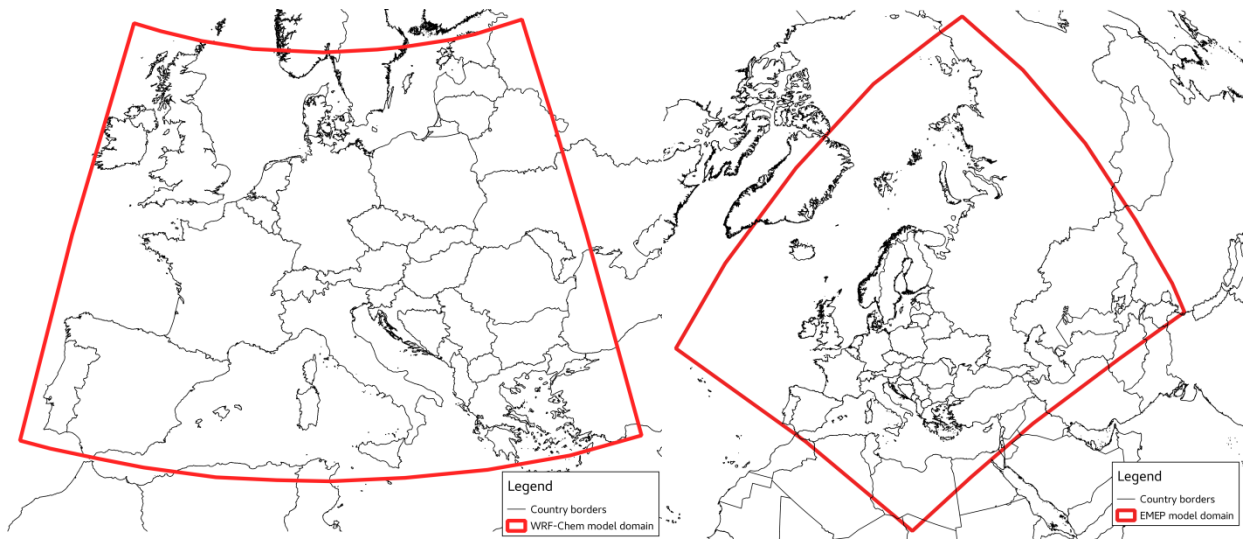 Legend
Country borders
WRF-Chem model domain
Legend
Country borders
EMEP model domain